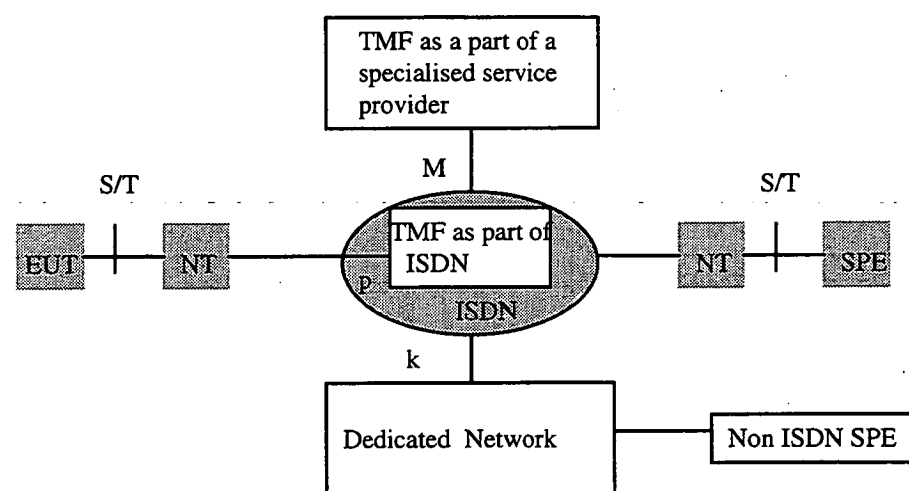 TMF as a part of a
specialised service
provider
M
S/T
S/T
EUT
NT
TMF as part of
ISDN
p
ISDN
NT
SPE
k
Dedicated Network
Non ISDN SPE